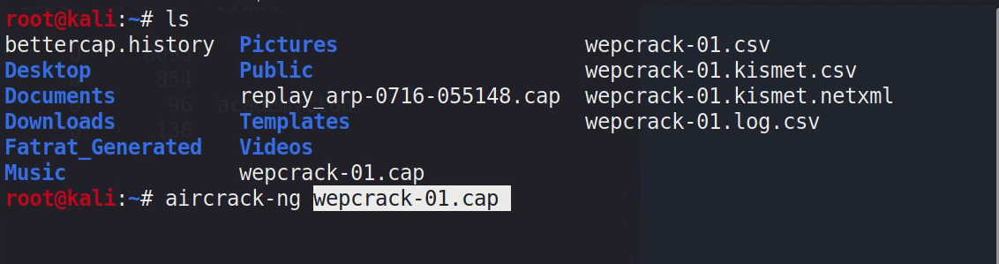 root@kali:~# ls
bettercap.history  Pictures                     wepcrack-01.csv
Desktop            Public                       wepcrack-01.kismet.csv
Documents          replay_arp-0716-055148.cap   wepcrack-01.kismet.netxml
Downloads          Templates                    wepcrack-01.log.csv
Fatrat_Generated   Videos
Music              wepcrack-01.cap
root@kali:~# aircrack-ng wepcrack-01.cap